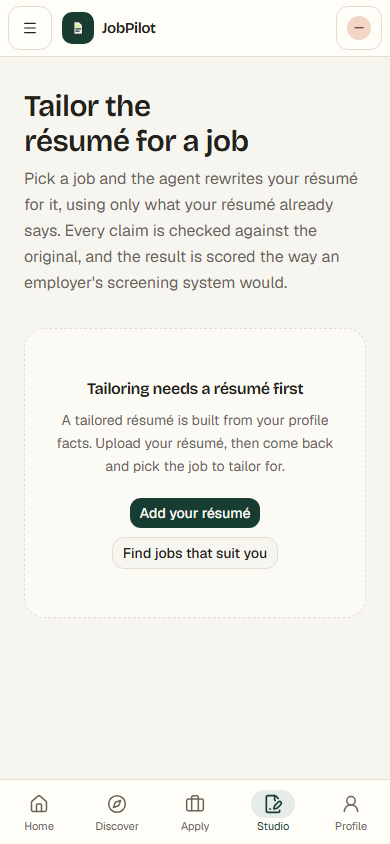 JobPilot
Tailor the
résumé for a job
Pick a job and the agent rewrites your résumé
for it, using only what your résumé already
says. Every claim is checked against the
original, and the result is scored the way an
employer's screening system would.
Tailoring needs a résumé first
A tailored résumé is built from your profile
facts. Upload your résumé, then come back
and pick the job to tailor for.
Add your résumé
Find jobs that suit you
Home
Discover
Apply
Studio
Profile